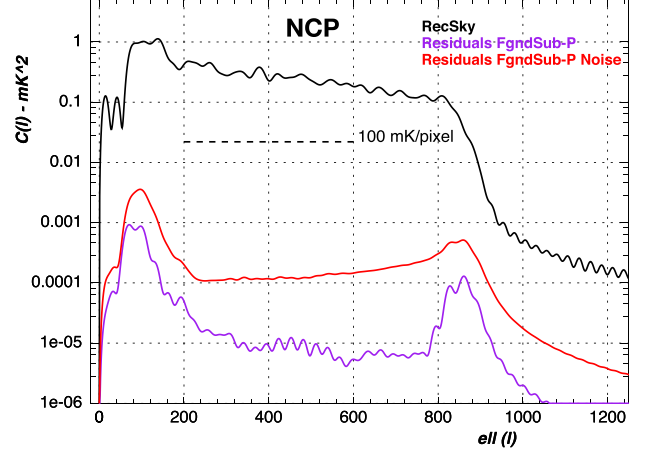 NCP
RecSky
Residuals FgndSub-P
Residuals FgndSub-P Noise
C(l) - mK^2
1
0.1
0.01
0.001
0.0001
1e-05
1e-06
100 mK/pixel
0 200 400 600 800 1000 1200
ell (l)